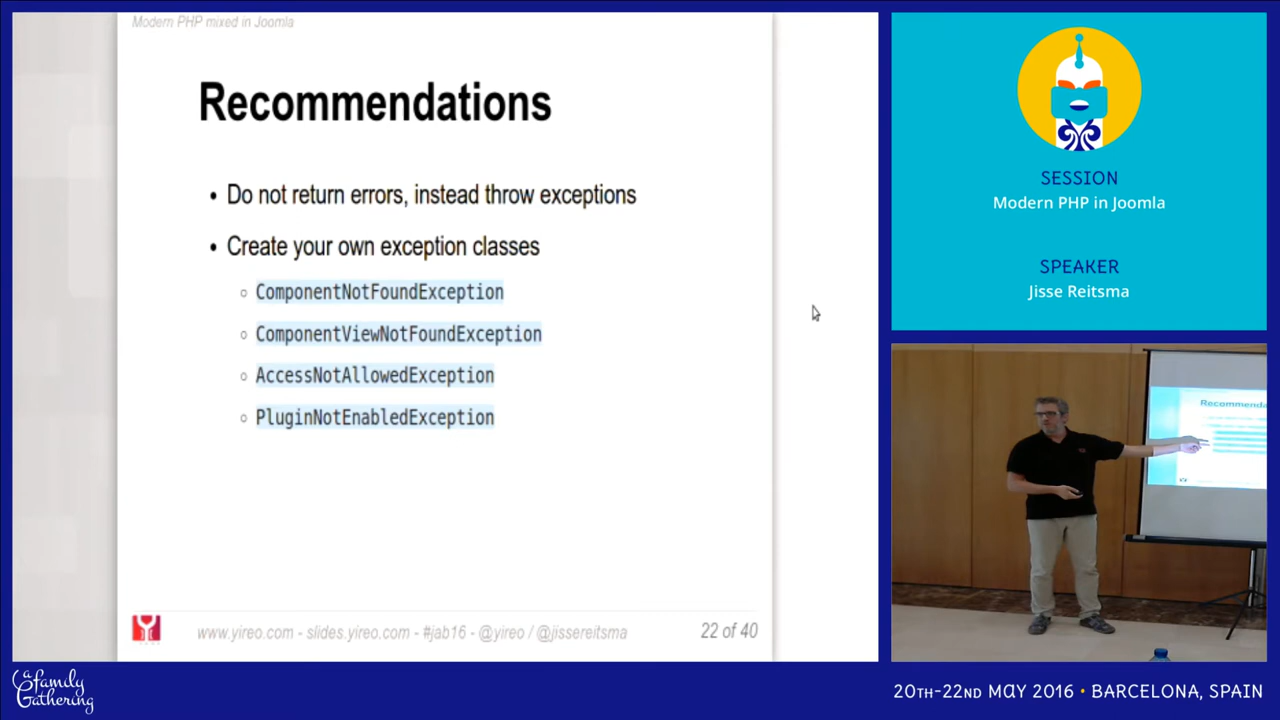 Modern PHP mixed in Joomla
Recommendations
• Do not return errors, instead throw exceptions
• Create your own exception classes
○ ComponentNotFoundException
○ ComponentViewNotFoundException
○ AccessNotAllowedException
○ PluginNotEnabledException
www.yireo.com - slides.yireo.com - #jab16 - @yireo / @jissereitsma
22 of 40
SESSION
Modern PHP in Joomla
SPEAKER
Jisse Reitsma
Recommenda
a family
Gathering
20TH-22ND MAY 2016 • BARCELONA, SPAIN